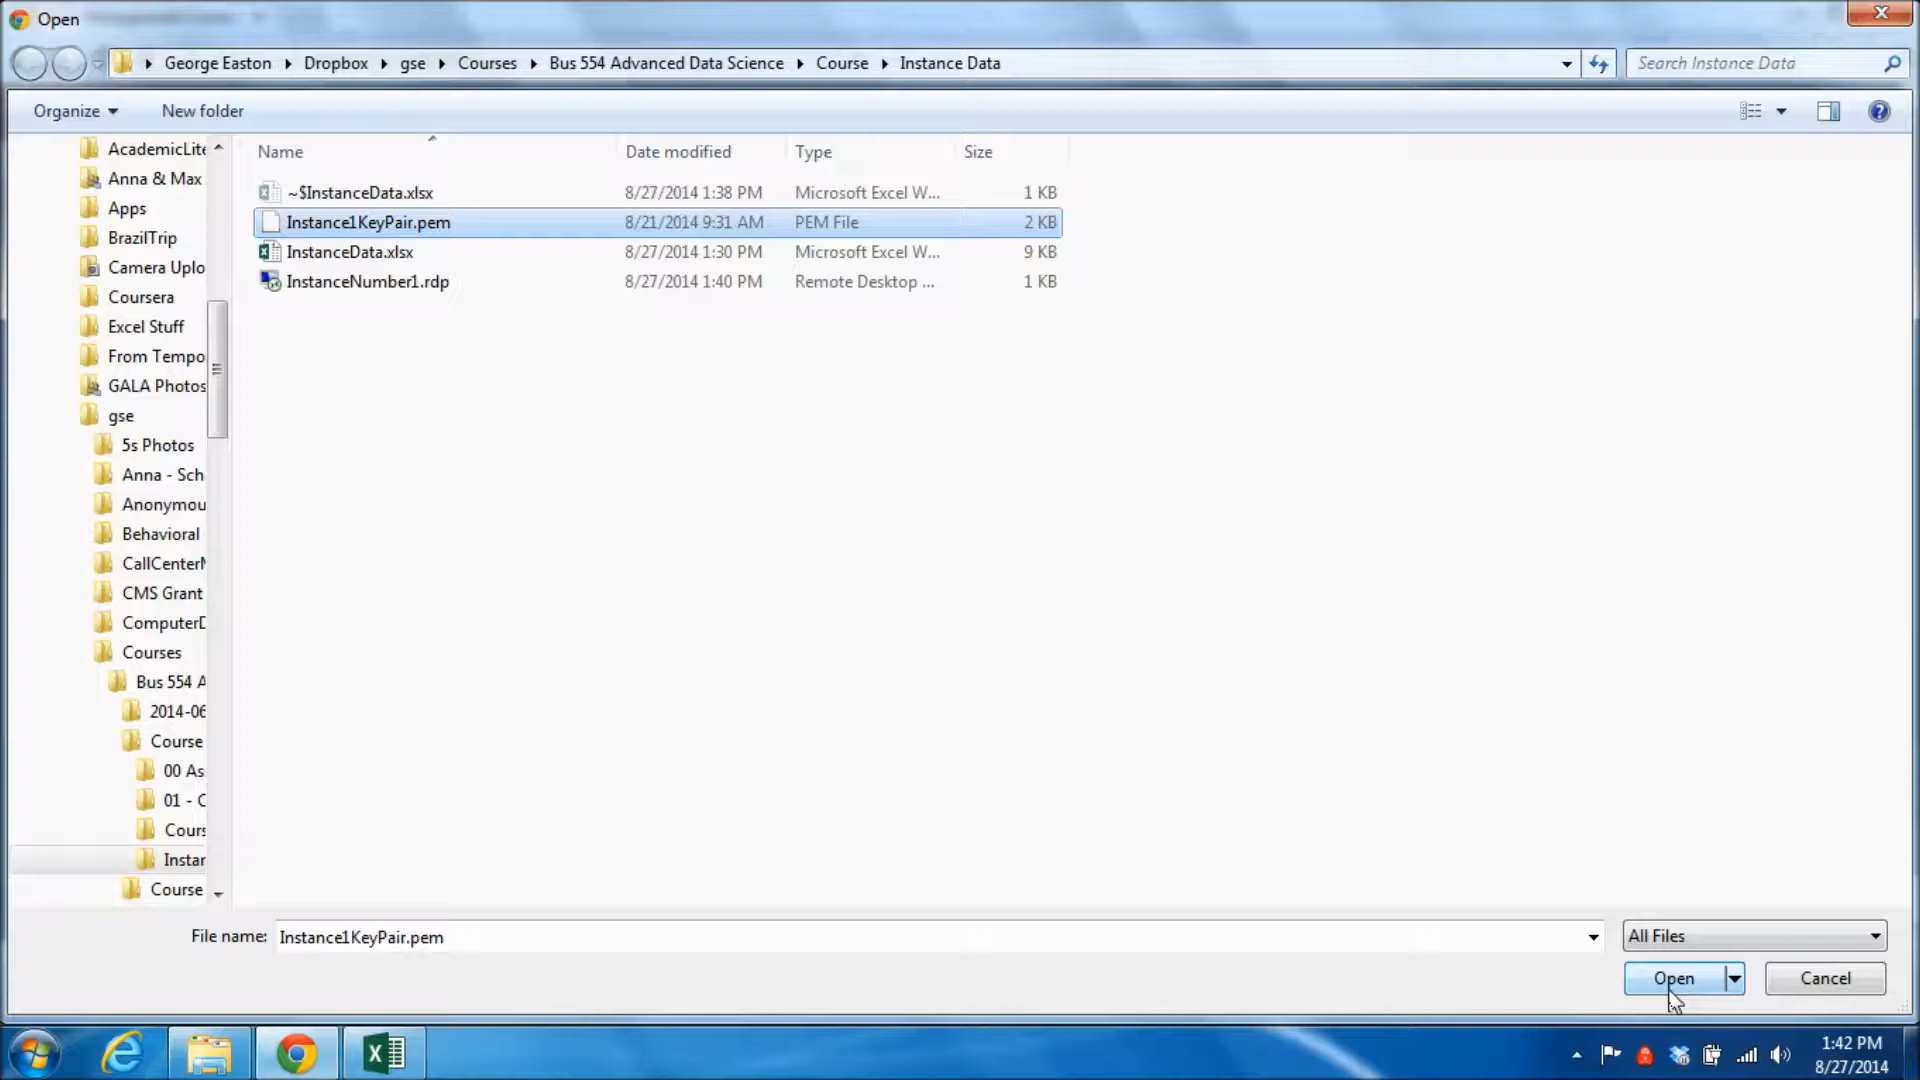 Open
George Easton Dropbox gse Courses Bus 554 Advanced Data Science Course Instance Data
Search Instance Data
Organize New folder
Name Date modified Type Size
~$InstanceData.xlsx 8/27/2014 1:38 PM Microsoft Excel W... 1 KB
Instance1KeyPair.pem 8/21/2014 9:31 AM PEM File 2 KB
InstanceData.xlsx 8/27/2014 1:30 PM Microsoft Excel W... 9 KB
InstanceNumber1.rdp 8/27/2014 1:40 PM Remote Desktop ... 1 KB
AcademicLite
Anna & Max
Apps
BrazilTrip
Camera Uplo
Coursera
Excel Stuff
From Tempo
GALA Photos
gse
5s Photos
Anna - Sch
Anonymou
Behavioral
CallCenterM
CMS Grant
ComputerD
Courses
Bus 554 A
2014-06
Course
00 As
01 - C
Cours
Instan
Course
File name: Instance1KeyPair.pem
All Files
Open Cancel
1:42 PM
8/27/2014